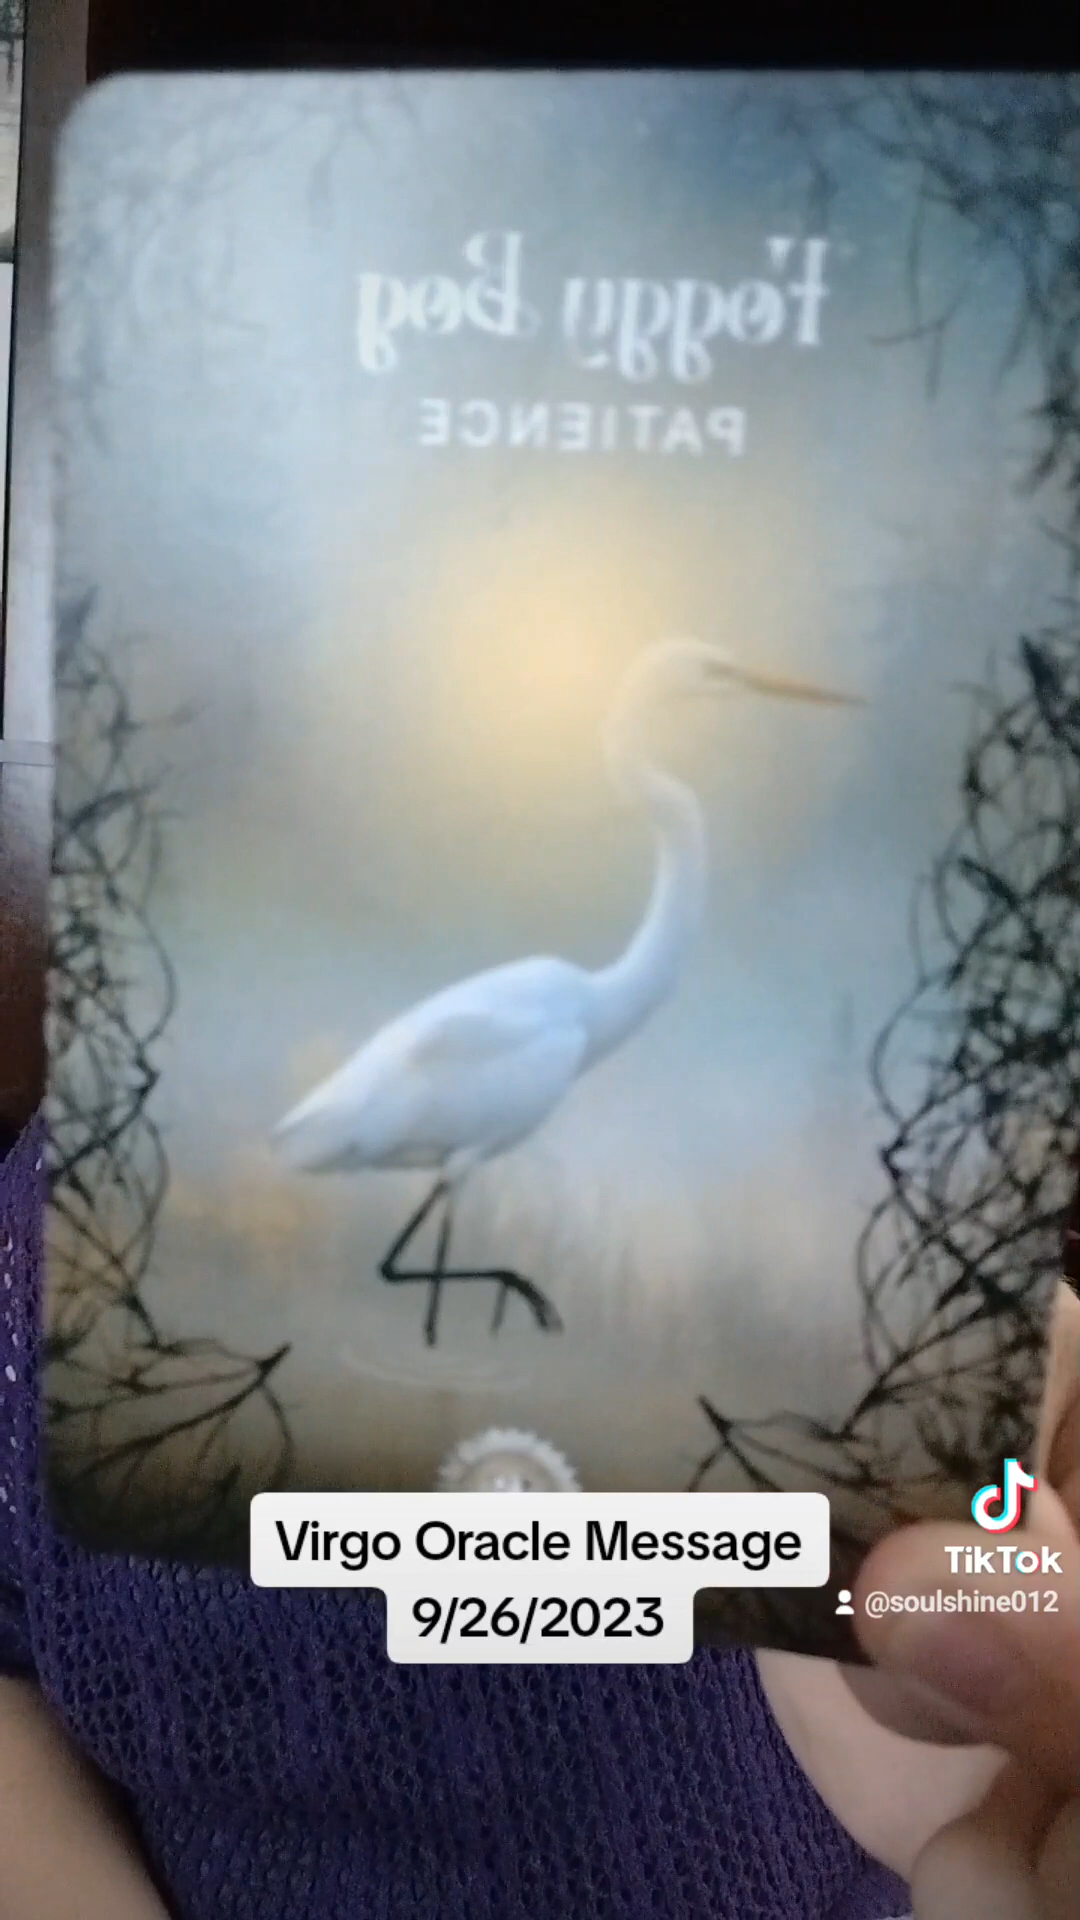 Foggy Bog
PATIENCE
Virgo Oracle Message
9/26/2023
TikTok
@soulshine012